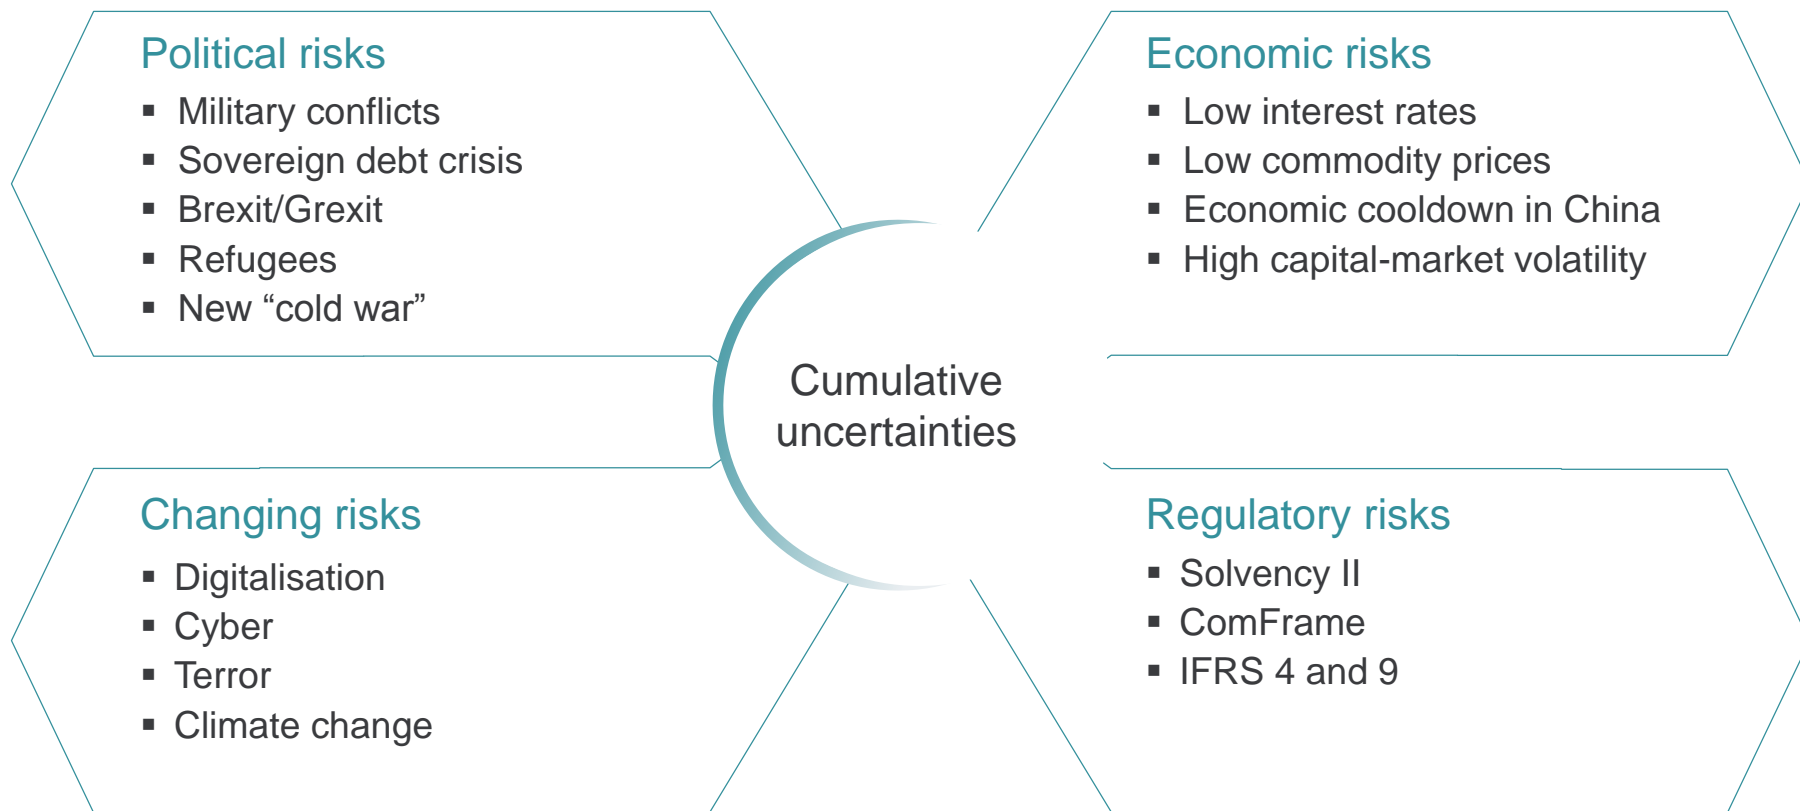 Political risks
▪ Military conflicts
▪ Sovereign debt crisis
▪ Brexit/Grexit
▪ Refugees
▪ New “cold war”
Economic risks
▪ Low interest rates
▪ Low commodity prices
▪ Economic cooldown in China
▪ High capital-market volatility
Cumulative
uncertainties
Changing risks
▪ Digitalisation
▪ Cyber
▪ Terror
▪ Climate change
Regulatory risks
▪ Solvency II
▪ ComFrame
▪ IFRS 4 and 9